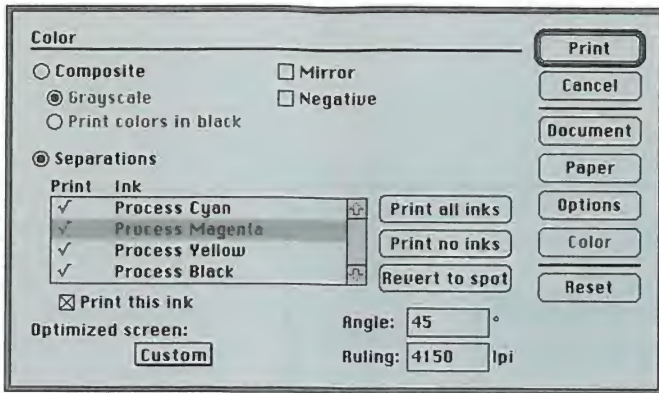 Color
Composite
Mirror
Grayscale
Negative
Print colors in black
Separations
Print Ink
✓ Process Cyan
✓ Process Magenta
✓ Process Yellow
✓ Process Black
Print all inks
Print no inks
Revert to spot
Print this ink
Optimized screen:
Custom
Angle: 45 °
Ruling: 4150 lpi
Print
Cancel
Document
Paper
Options
Color
Reset